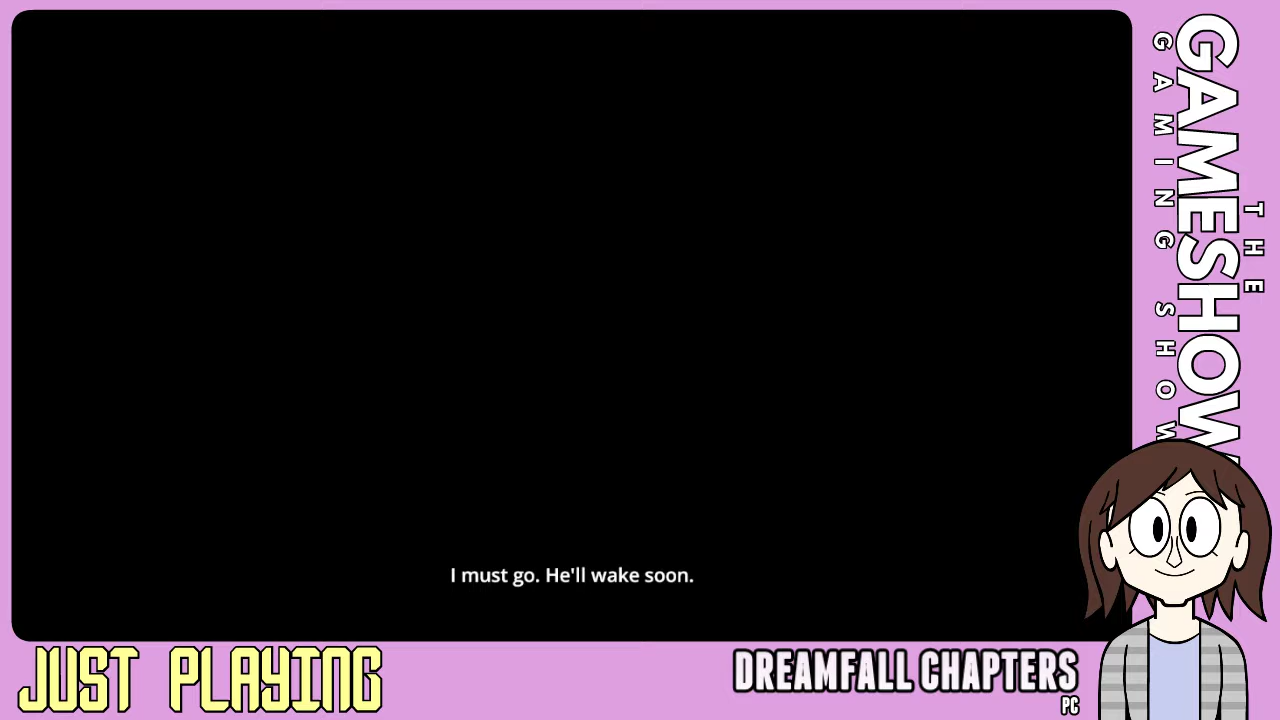 THE
GAMESHOW
GAMING SHOW
I must go. He'll wake soon.
JUST PLAYING
DREAMFALL CHAPTERS
PC